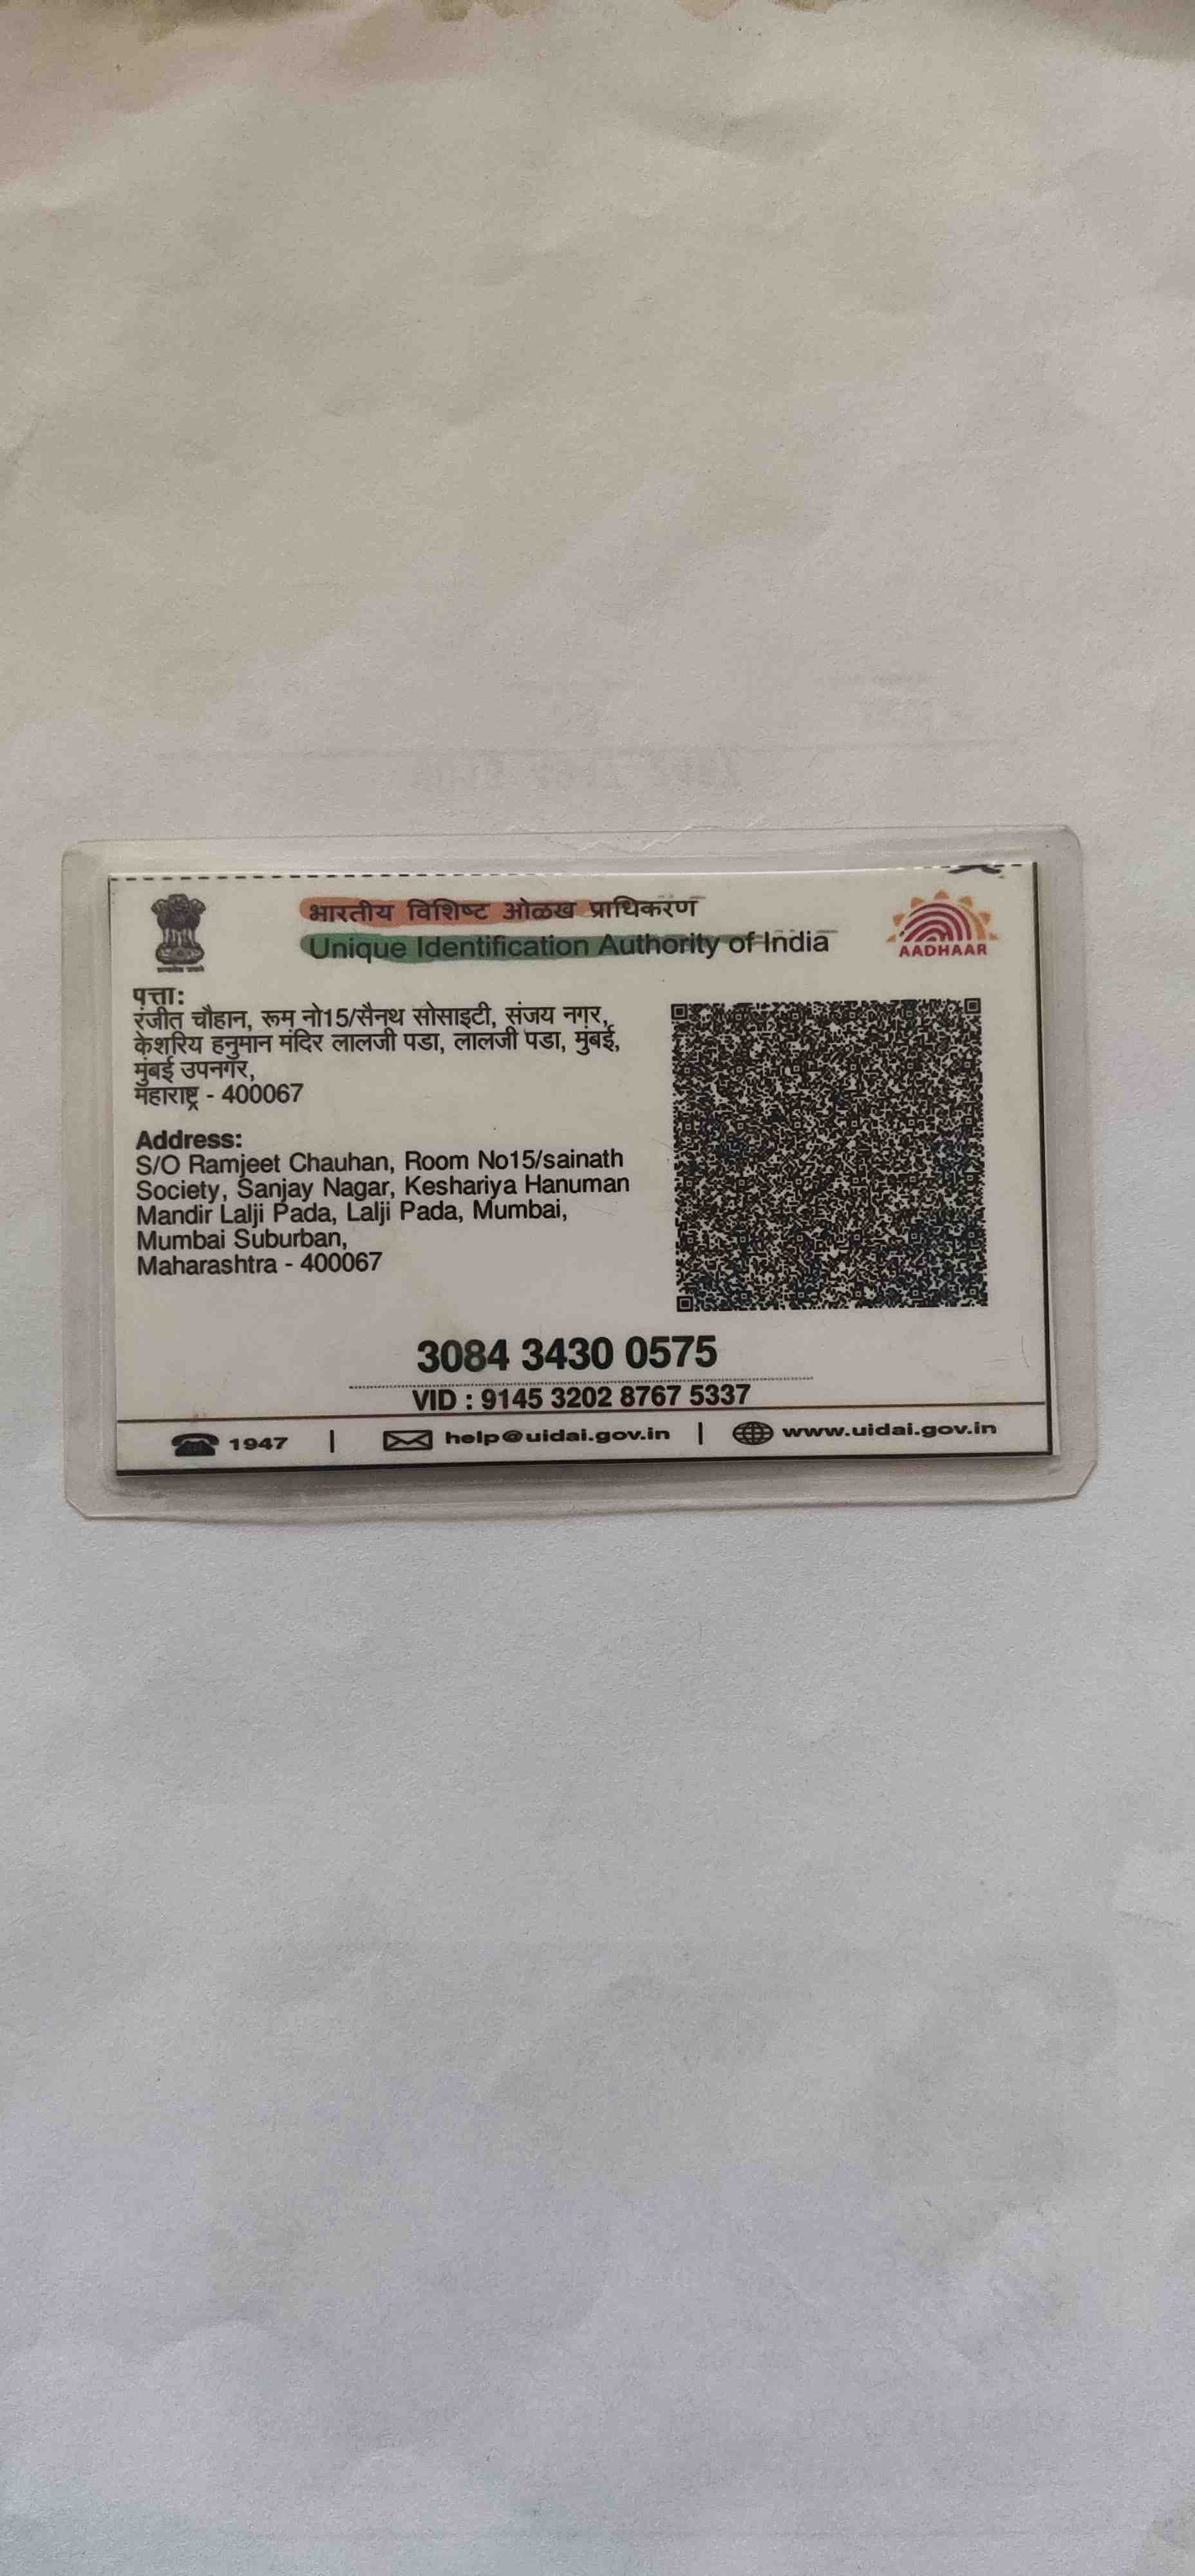 भारतीय विशिष्ट ओळख प्राधिकरण
Unique Identification Authority of India
AADHAAR
पत्ता:
रंजीत चौहान, रूम नो15/सैनथ सोसाइटी, संजय नगर,
केशरिय हनुमान मंदिर लालजी पडा, लालजी पडा, मुंबई,
मुंबई उपनगर,
महाराष्ट्र - 400067
Address:
S/O Ramjeet Chauhan, Room No15/sainath
Society, Sanjay Nagar, Keshariya Hanuman
Mandir Lalji Pada, Lalji Pada, Mumbai,
Mumbai Suburban,
Maharashtra - 400067
3084 3430 0575
VID : 9145 3202 8767 5337
1947 | help@uidai.gov.in | www.uidai.gov.in